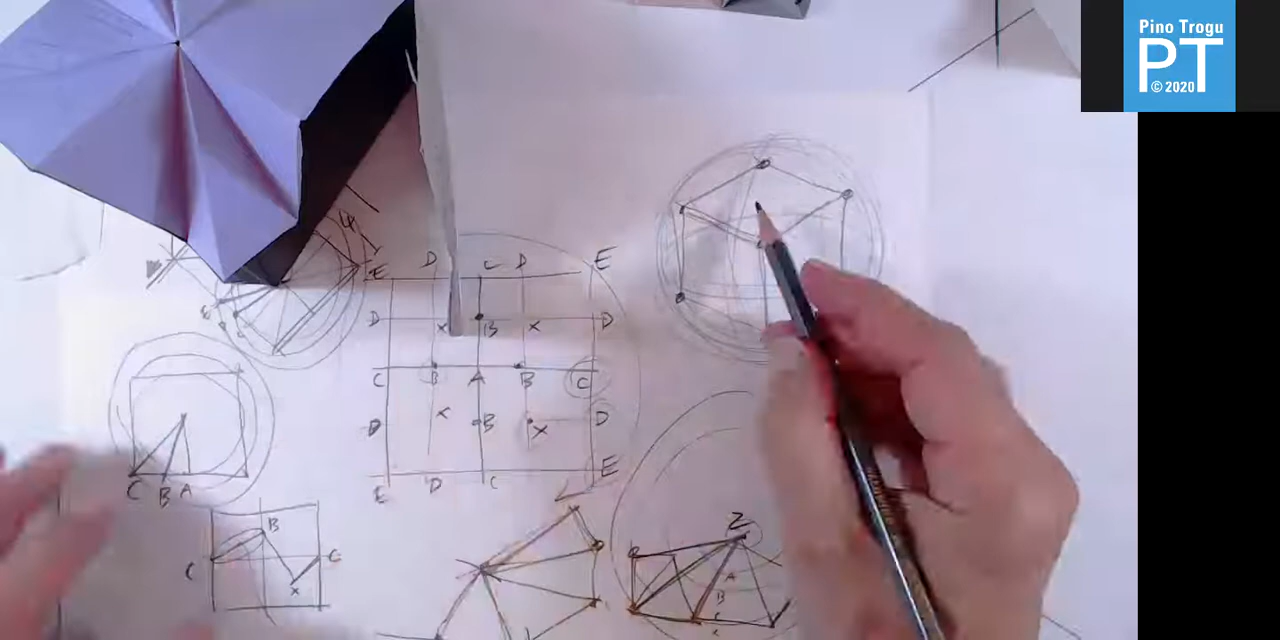 Pino Trogu
PT
© 2020
E D C D E
D X B X D
C B A B C
D X B X D
E D C E
C B A
B
C C
X
Z
A
B